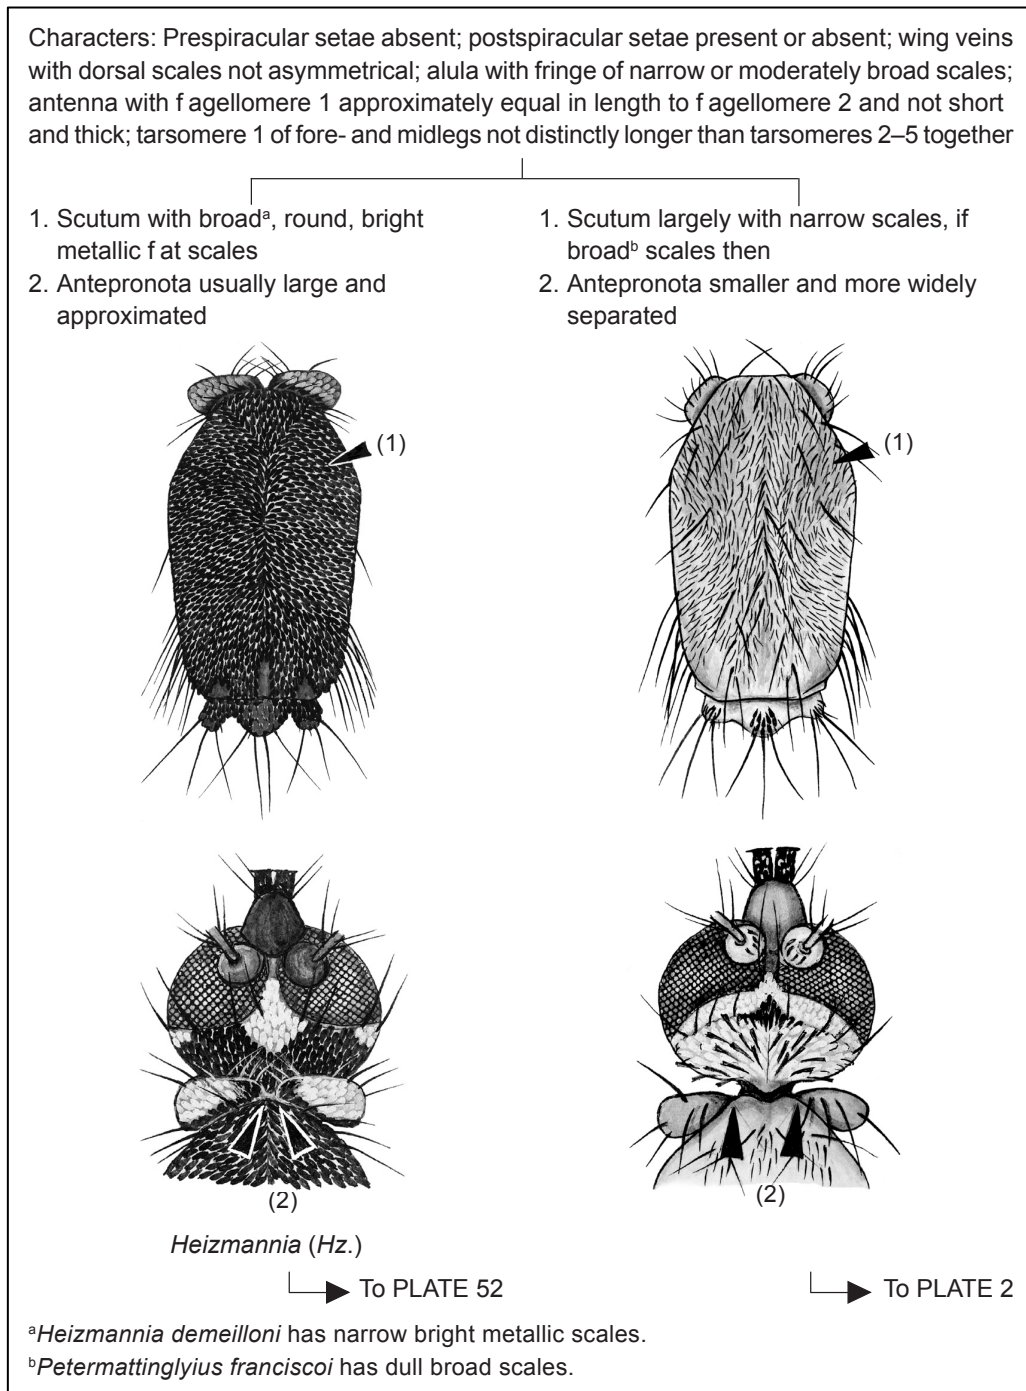 Characters: Prespiracular setae absent; postspiracular setae present or absent; wing veins
with dorsal scales not asymmetrical; alula with fringe of narrow or moderately broad scales;
antenna with f agellomere 1 approximately equal in length to f agellomere 2 and not short
and thick; tarsomere 1 of fore- and midlegs not distinctly longer than tarsomeres 2–5 together
1. Scutum with broadᵃ, round, bright
metallic f at scales
2. Antepronota usually large and
approximated
1. Scutum largely with narrow scales, if
broadᵇ scales then
2. Antepronota smaller and more widely
separated
(1)
(1)
(2)
(2)
Heizmannia (Hz.)
To PLATE 52
To PLATE 2
ᵃHeizmannia demeilloni has narrow bright metallic scales.
ᵇPetermattinglyius franciscoi has dull broad scales.